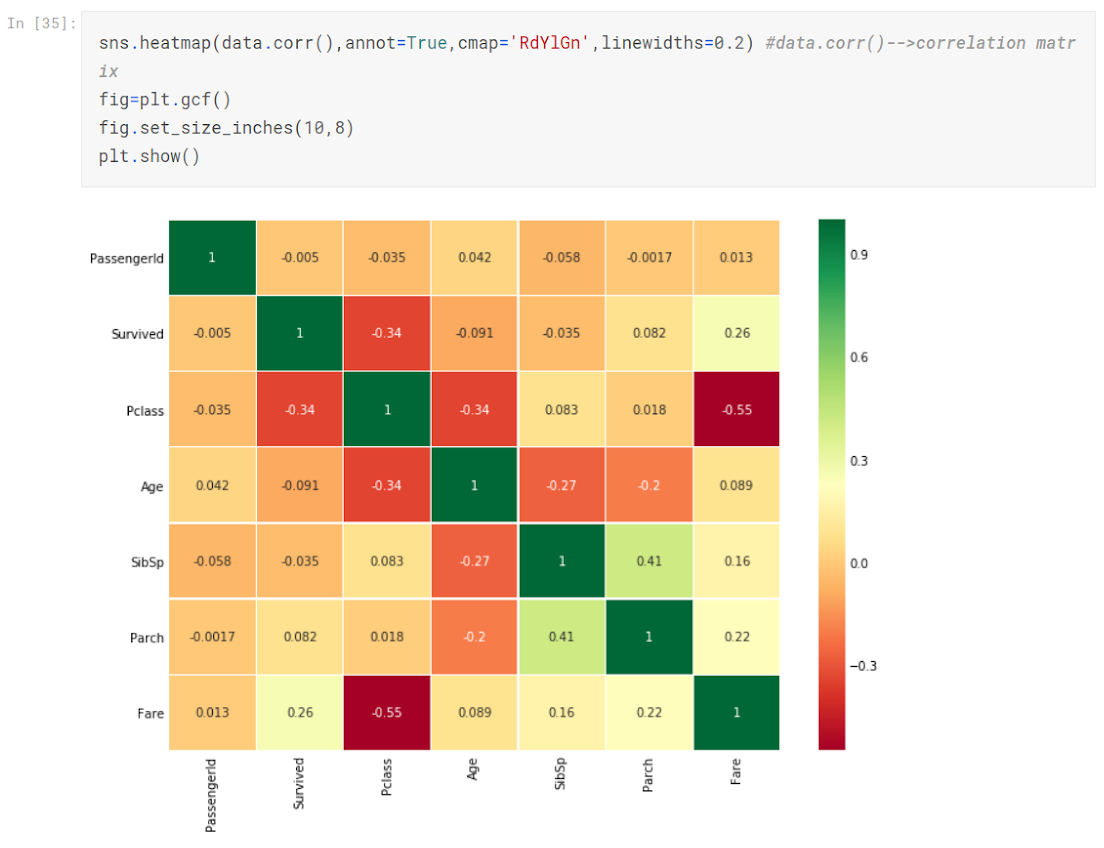 In [35]:
sns.heatmap(data.corr(),annot=True,cmap='RdYlGn',linewidths=0.2) #data.corr()-->correlation matr
ix
fig=plt.gcf()
fig.set_size_inches(10,8)
plt.show()
PassengerId 1 -0.005 -0.035 0.042 -0.058 -0.0017 0.013
Survived -0.005 1 -0.34 -0.091 -0.035 0.082 0.26
Pclass -0.035 -0.34 1 -0.34 0.083 0.018 -0.55
Age 0.042 -0.091 -0.34 1 -0.27 -0.2 0.089
SibSp -0.058 -0.035 0.083 -0.27 1 0.41 0.16
Parch -0.0017 0.082 0.018 -0.2 0.41 1 0.22
Fare 0.013 0.26 -0.55 0.089 0.16 0.22 1
PassengerId Survived Pclass Age SibSp Parch Fare
0.9
0.6
0.3
0.0
−0.3